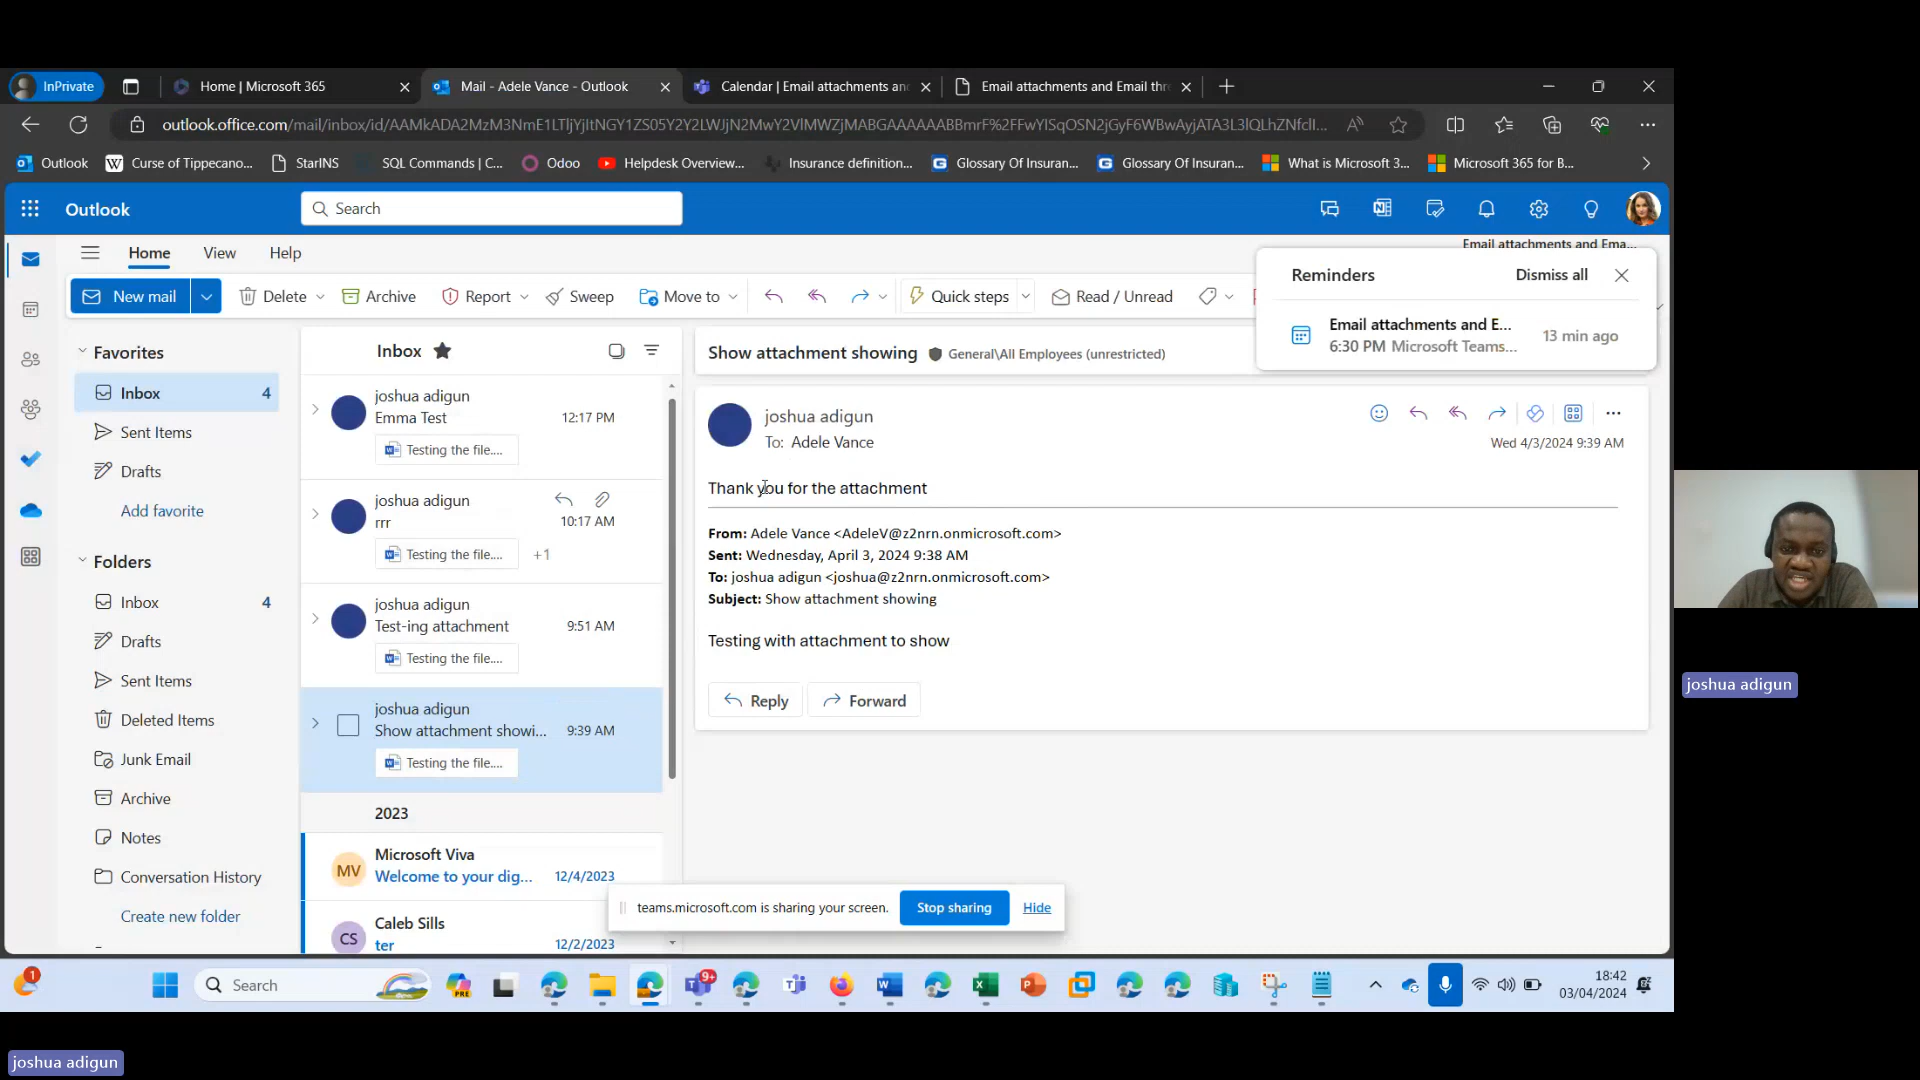 InPrivate
Home | Microsoft 365
Mail - Adele Vance - Outlook
Calendar | Email attachments an
Email attachments and Email thr
outlook.office.com/mail/inbox/id/AAMkADA2MzM3NmE1LTljYjItNGY1ZS05Y2Y2LWJjN2MwY2VlMWZjMABGAAAAAABBmrF%2FFwYlSqOSN2jGyF6WBwAyjATA3L3lQLhZNfclI...
Outlook
Curse of Tippecano...
StarINS
SQL Commands | C...
Odoo
Helpdesk Overview...
Insurance definition...
Glossary Of Insuran...
Glossary Of Insuran...
What is Microsoft 3...
Microsoft 365 for B...
Outlook
Search
Home
View
Help
Email attachments and Ema...
New mail
Delete
Archive
Report
Sweep
Move to
Quick steps
Read / Unread
Reminders
Dismiss all
Email attachments and E...
6:30 PM Microsoft Teams...
13 min ago
Favorites
Inbox 4
Sent Items
Drafts
Add favorite
Folders
Inbox 4
Drafts
Sent Items
Deleted Items
Junk Email
Archive
Notes
Conversation History
Create new folder
Inbox
joshua adigun
Emma Test
12:17 PM
Testing the file....
joshua adigun
rrr
10:17 AM
Testing the file....
+1
joshua adigun
Test-ing attachment
9:51 AM
Testing the file....
joshua adigun
Show attachment showi...
9:39 AM
Testing the file....
2023
MV
Microsoft Viva
Welcome to your dig...
12/4/2023
CS
Caleb Sills
ter
12/2/2023
Show attachment showing
General\All Employees (unrestricted)
joshua adigun
To: Adele Vance
Wed 4/3/2024 9:39 AM
Thank you for the attachment
From: Adele Vance <AdeleV@z2nrn.onmicrosoft.com>
Sent: Wednesday, April 3, 2024 9:38 AM
To: joshua adigun <joshua@z2nrn.onmicrosoft.com>
Subject: Show attachment showing
Testing with attachment to show
Reply
Forward
teams.microsoft.com is sharing your screen.
Stop sharing
Hide
joshua adigun
1
Search
PRE
9+
18:42
03/04/2024
joshua adigun